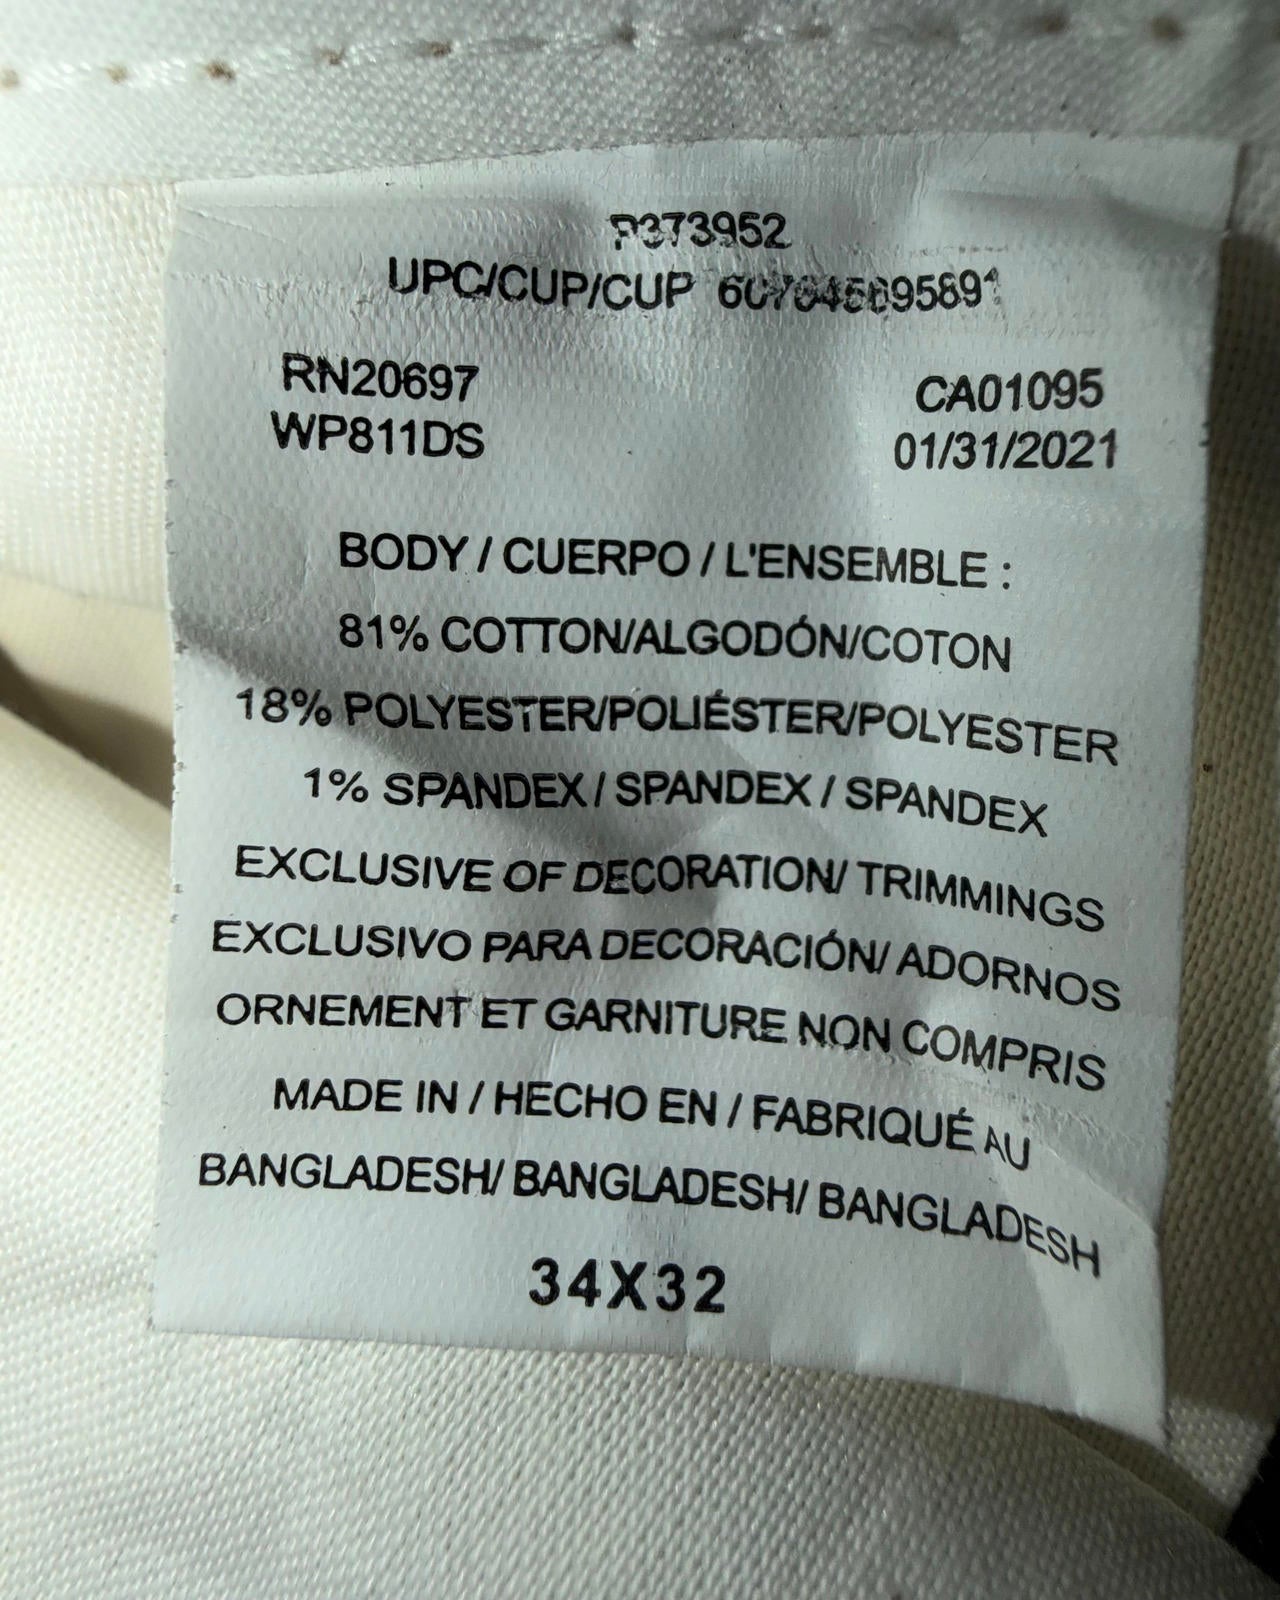 P373952
UPC/CUP/CUP
RN20697
WP811DS
CA01095
01/31/2021
BODY / CUERPO / L'ENSEMBLE :
81% COTTON/ALGODÓN/COTON
18% POLYESTER/POLIÉSTER/POLYESTER
1% SPANDEX / SPANDEX / SPANDEX
EXCLUSIVE OF DECORATION/ TRIMMINGS
EXCLUSIVO PARA DECORACIÓN/ ADORNOS
ORNEMENT ET GARNITURE NON COMPRIS
MADE IN / HECHO EN / FABRIQUÉ AU
BANGLADESH/ BANGLADESH/ BANGLADESH
34X32